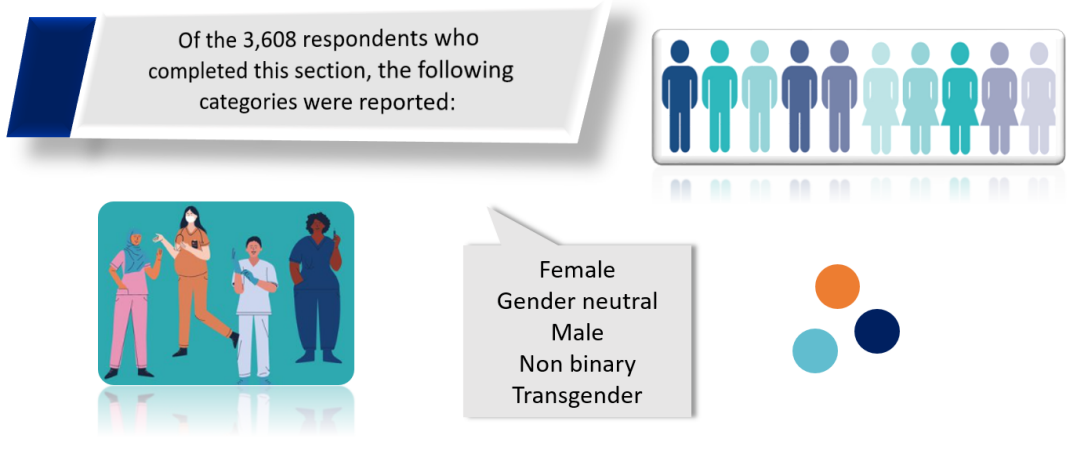 Of the 3,608 respondents who
completed this section, the following
categories were reported:
Female
Gender neutral
Male
Non binary
Transgender